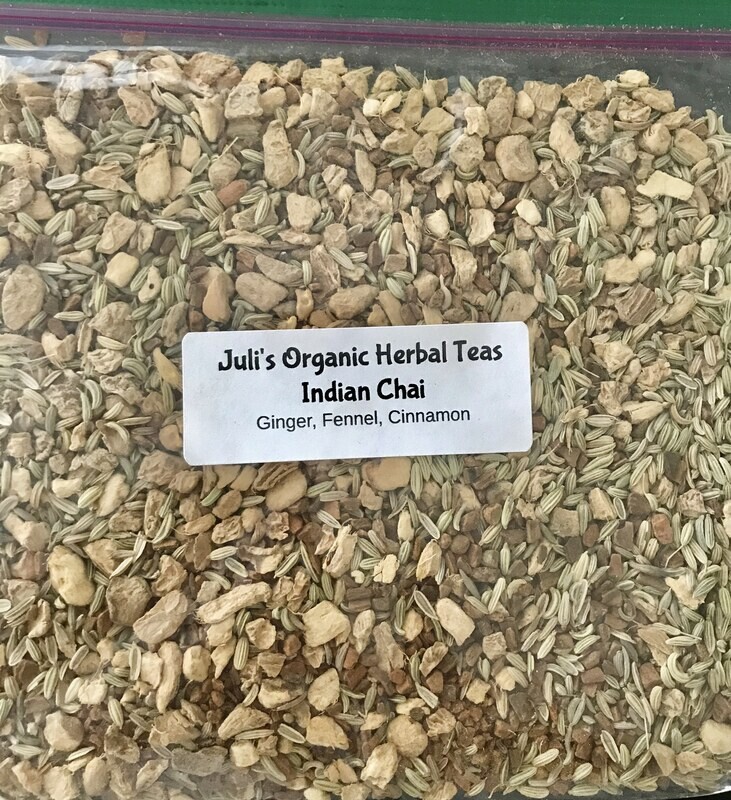 Juli's Organic Herbal Teas
Indian Chai
Ginger, Fennel, Cinnamon